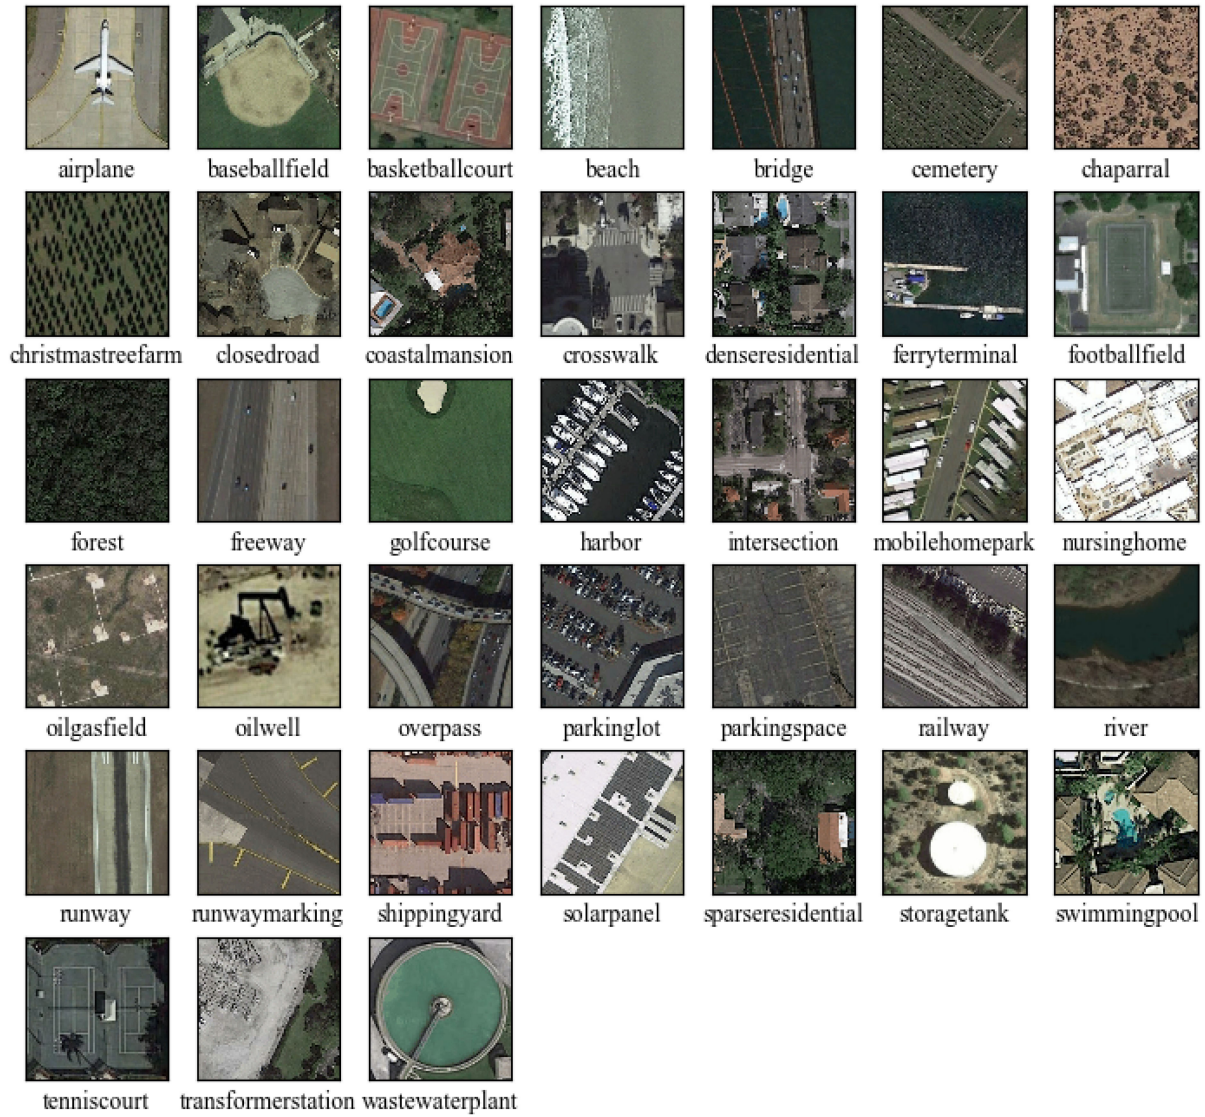 airplane baseballfield basketballcourt beach bridge cemetery chaparral
christmastreefarm closedroad coastalmansion crosswalk denseresidential ferryterminal footballfield
forest freeway golfcourse harbor intersection mobilehomepark nursinghome
oilgasfield oilwell overpass parkinglot parkingspace railway river
runway runwaymarking shippingyard solarpanel sparseresidential storagetank swimmingpool
tenniscourt transformerstation wastewaterplant